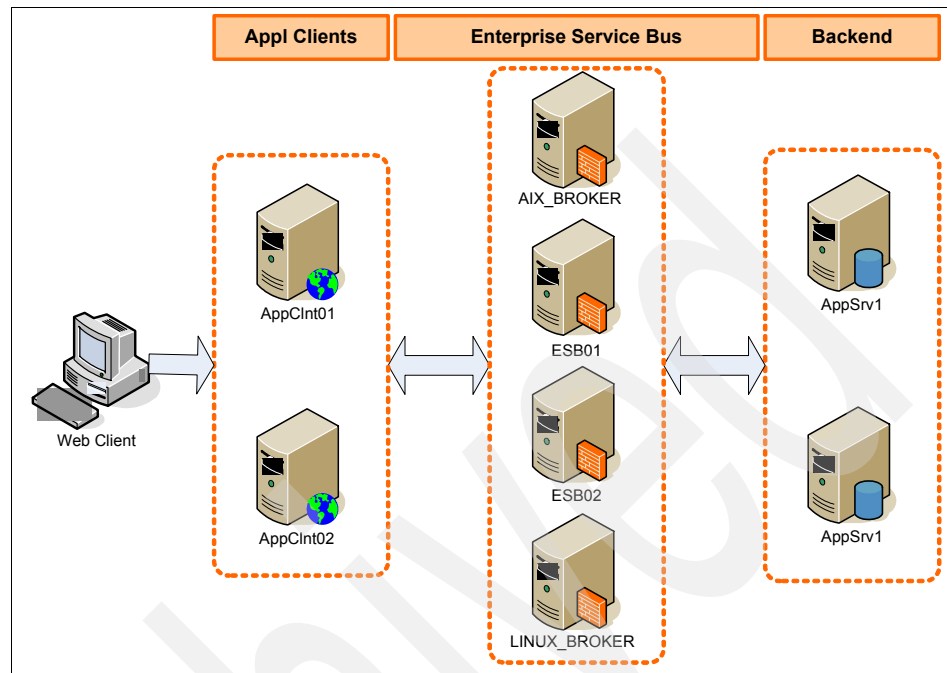 Appl Clients
Enterprise Service Bus
Backend
AIX_BROKER
AppClnt01
AppSrv1
ESB01
Web Client
ESB02
AppClnt02
AppSrv1
LINUX_BROKER